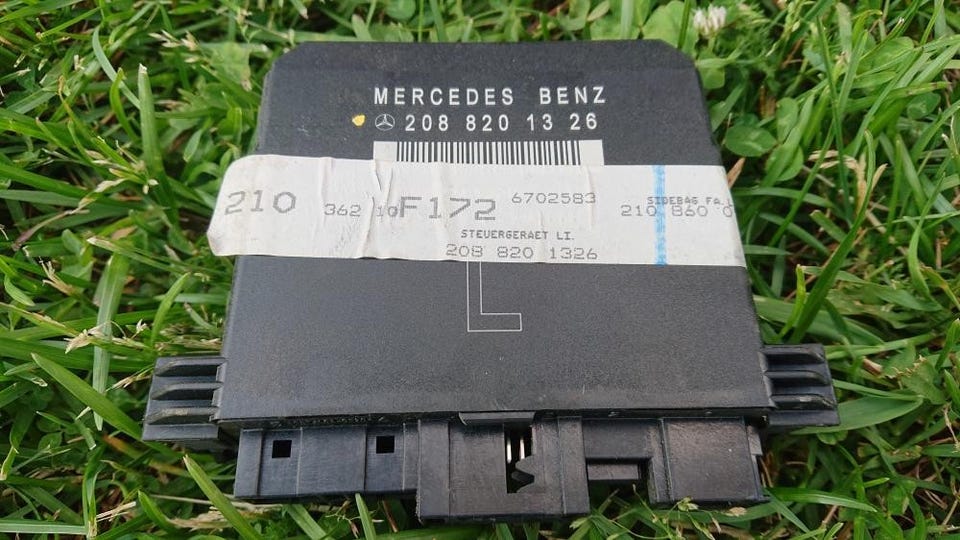 MERCEDES BENZ
208 820 13 26
210 362 10 F172 6702583 SIDEBAG FA.
210 860 0
STEUERGERAET LI.
208 820 1326
L